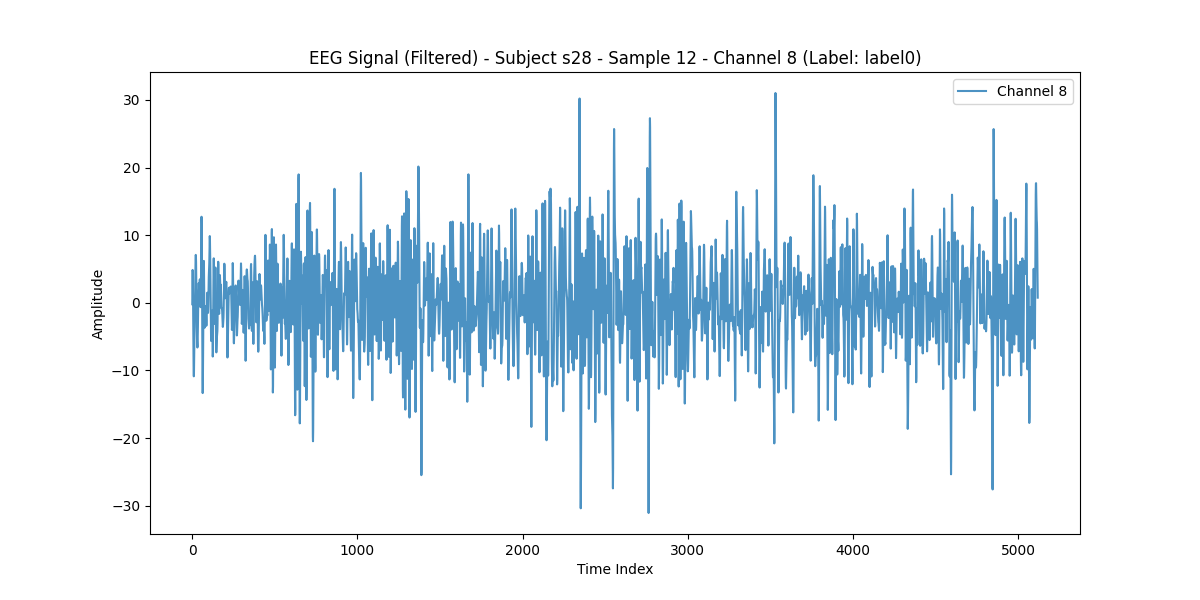 EEG Signal (Filtered) - Subject s28 - Sample 12 - Channel 8 (Label: label0)
Channel 8
30
20
10
0
−10
−20
−30
Amplitude
0 1000 2000 3000 4000 5000
Time Index